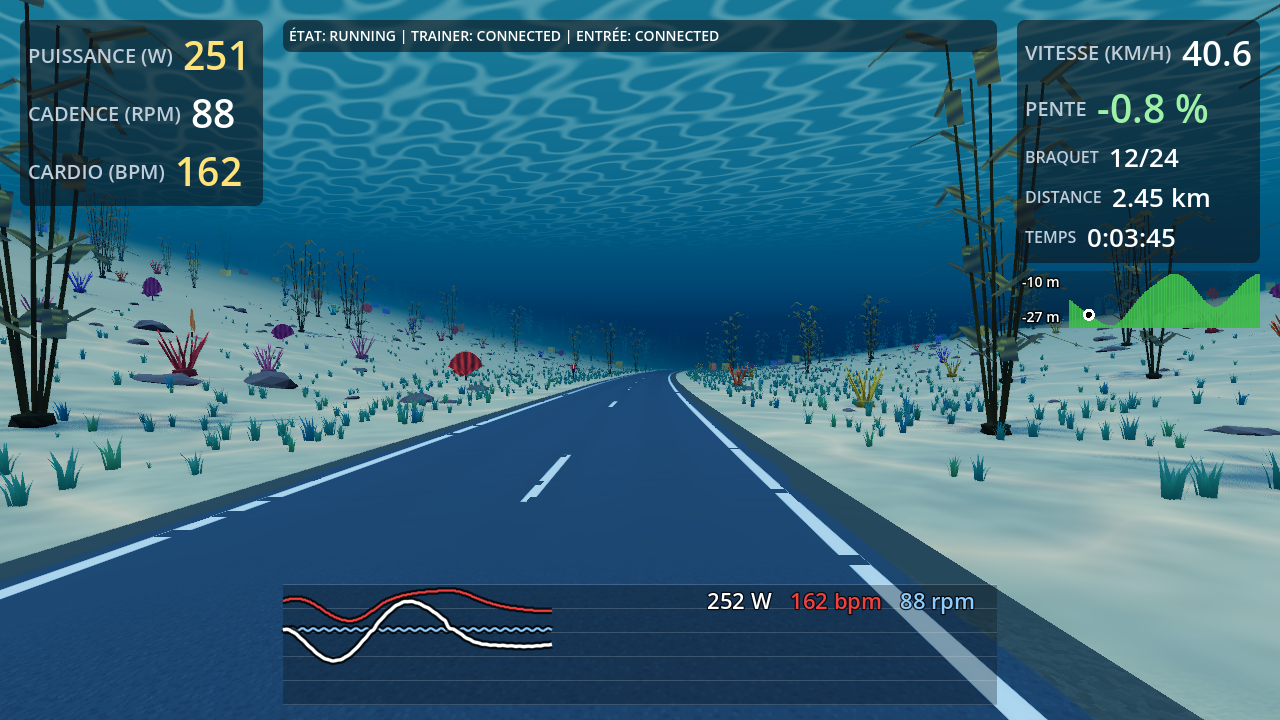 PUISSANCE (W) 251
CADENCE (RPM) 88
CARDIO (BPM) 162
ÉTAT: RUNNING | TRAINER: CONNECTED | ENTRÉE: CONNECTED
VITESSE (KM/H) 40.6
PENTE -0.8 %
BRAQUET 12/24
DISTANCE 2.45 km
TEMPS 0:03:45
-10 m
-27 m
252 W 162 bpm 88 rpm